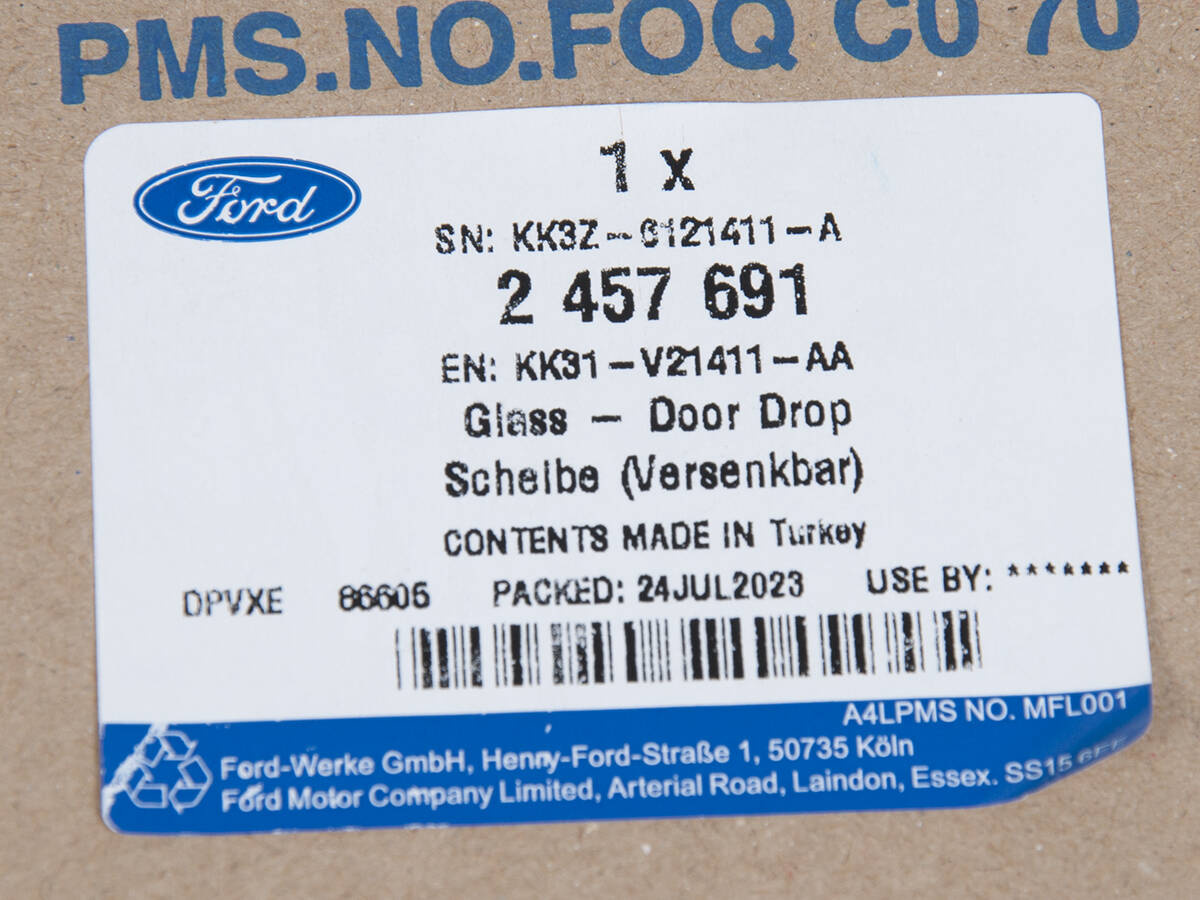 PMS.NO.FOQ C0 70
Ford
1 x
SN: KK3Z-6121411-A
2 457 691
EN: KK31-V21411-AA
Glass - Door Drop
Scheibe (Versenkbar)
CONTENTS MADE IN Turkey
DPVXE 86606 PACKED: 24JUL2023 USE BY: *******
A4LPMS NO. MFL001
Ford-Werke GmbH, Henry-Ford-Straße 1, 50735 Köln
Ford Motor Company Limited, Arterial Road, Laindon, Essex. SS15